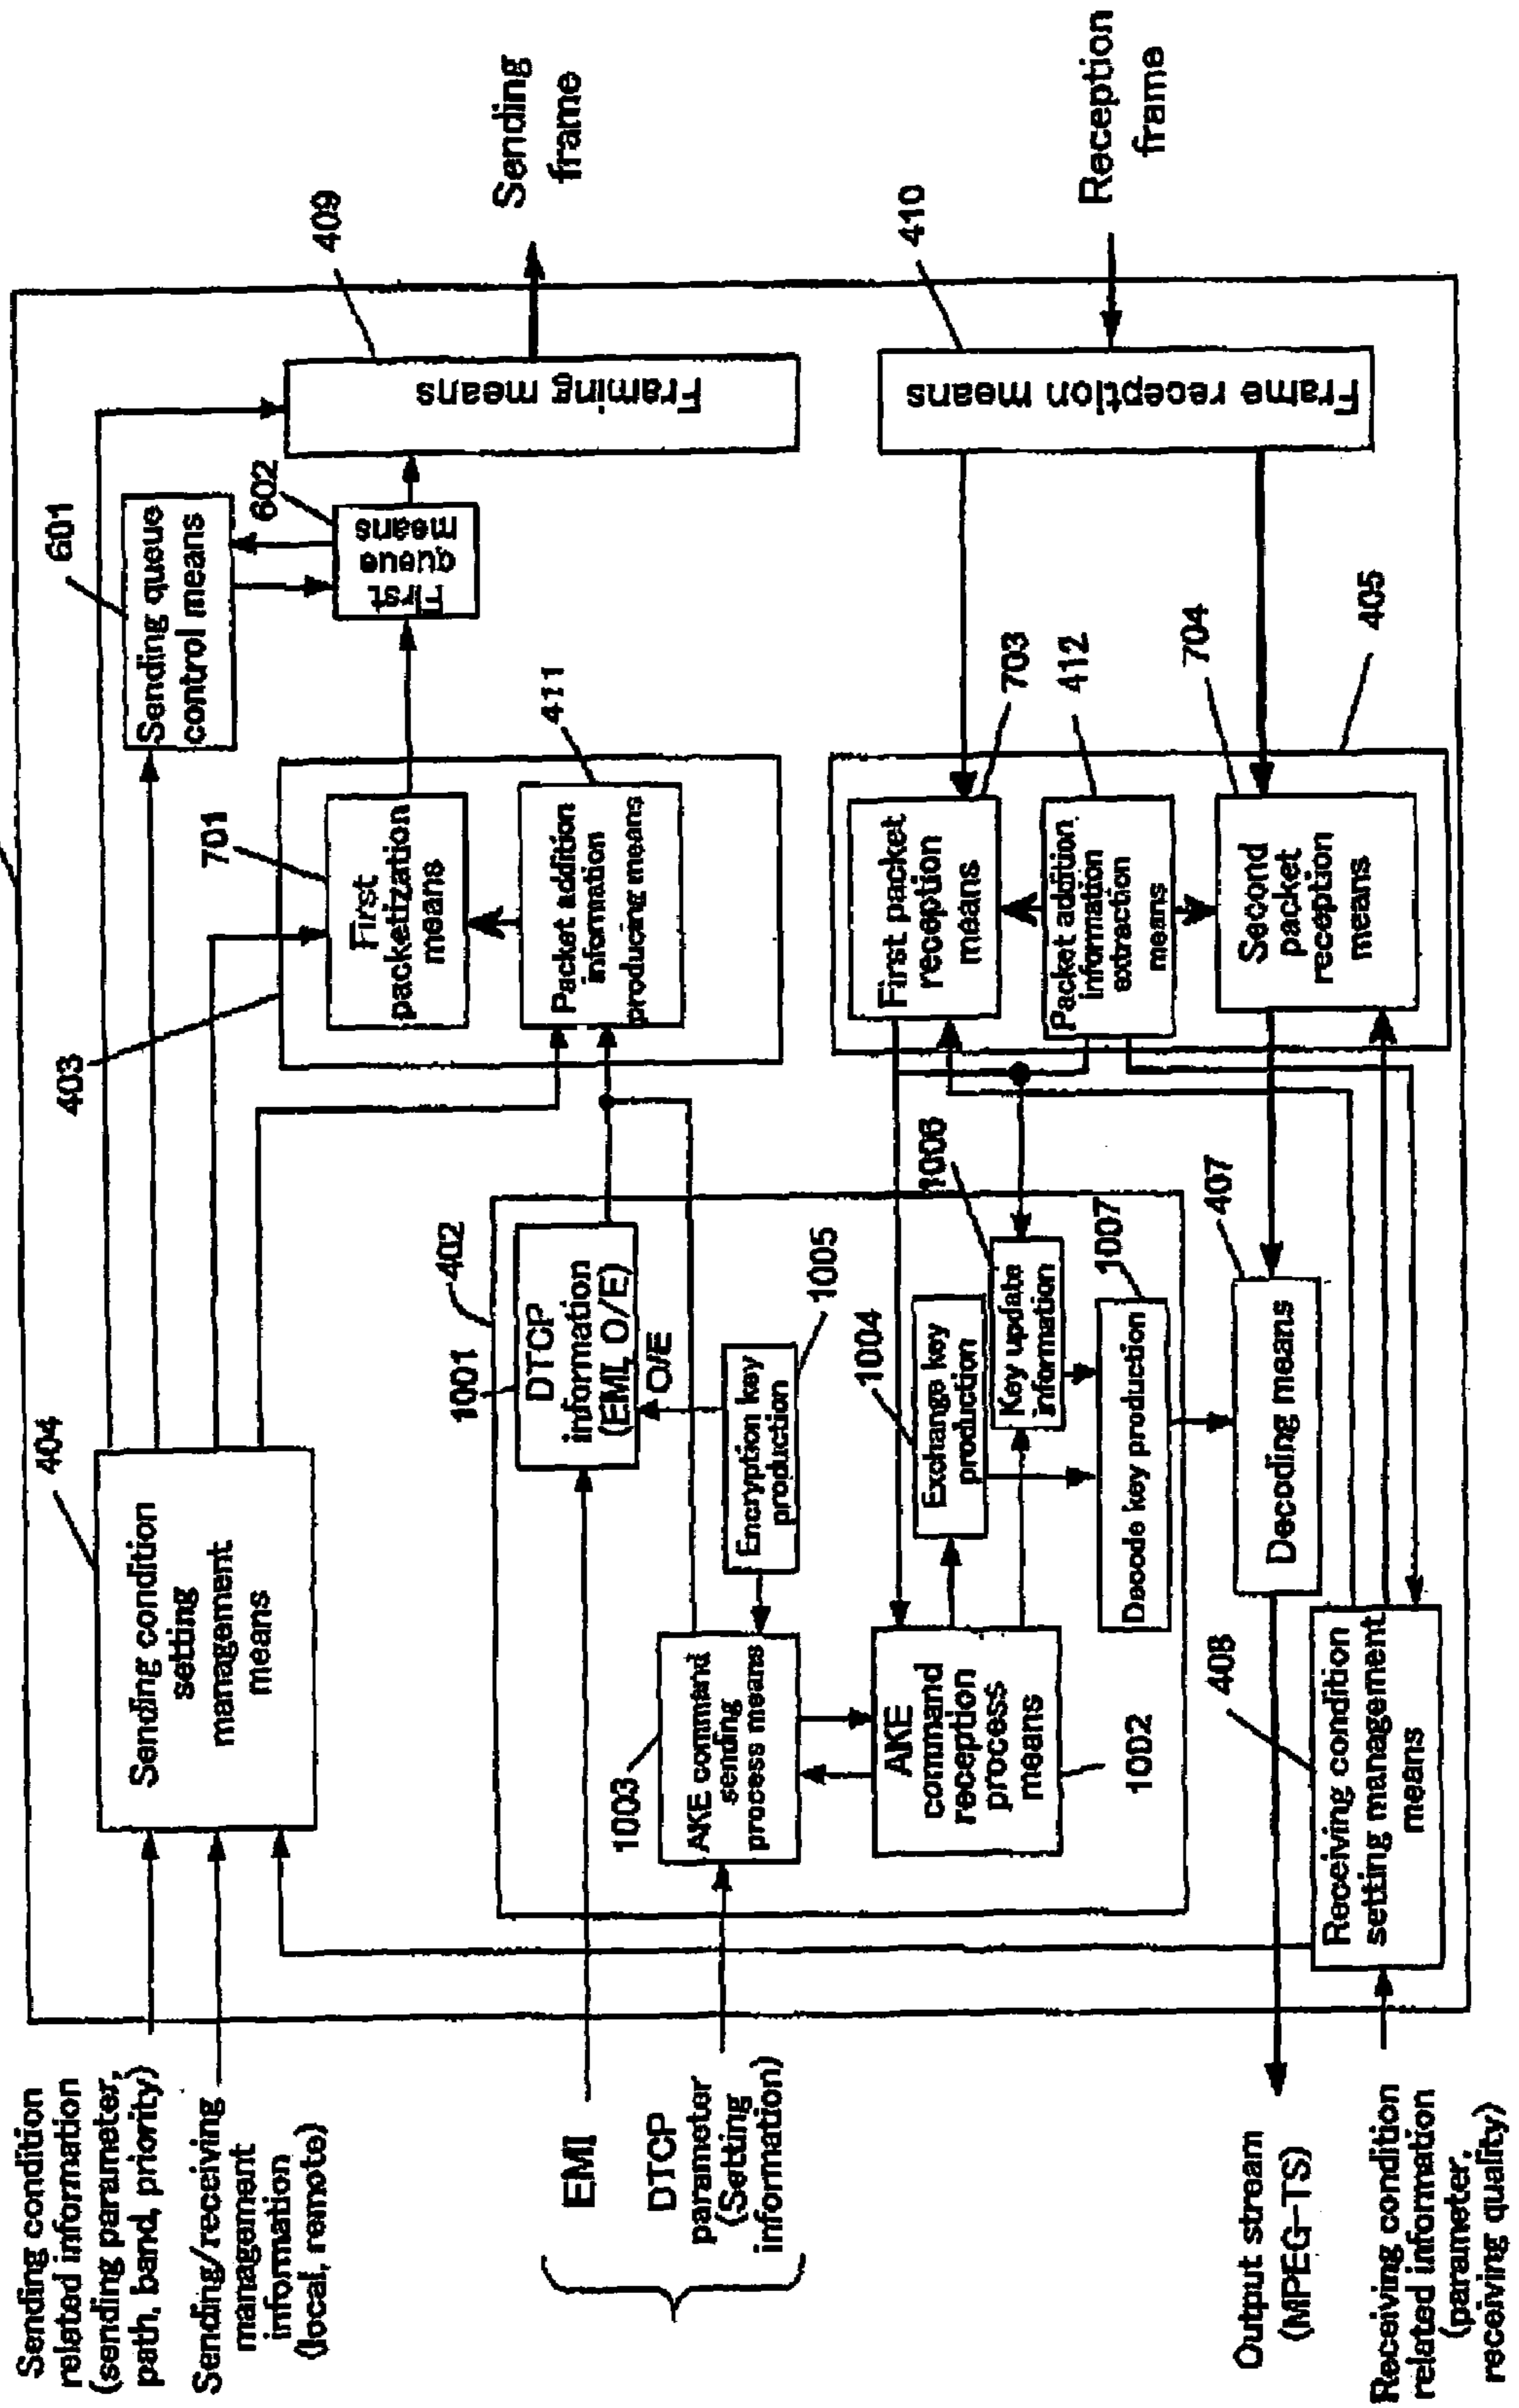 Sending condition
related information
(sending parameter,
path, band, priority)
Sending/receiving
management
information
(local, remote)
EMI
DTCP
parameter
(Setting
information)
Output stream
(MPEG-TS)
Receiving condition
related information
(parameter,
receiving quality)
404
Sending condition
setting
management
means
403
701
First
packetization
means
411
Packet addition
information
producing means
601
Sending queue
control means
602
First
queue
means
409
Framing means
Sending
frame
402
1001
DTCP
information
(EMI, O/E)
O/E
1005
Encryption key
production
1003
AKE command
sending
process means
AKE
command
reception
process
means
1002
1004
Exchange key
production
1006
Key update
information
1007
Decode key production
407
Decoding means
408
Receiving condition
setting management
means
First packet
reception
means
703
Packet addition
information
extraction
means
412
Second
packet
reception
means
704
405
410
Frame reception means
Reception
frame